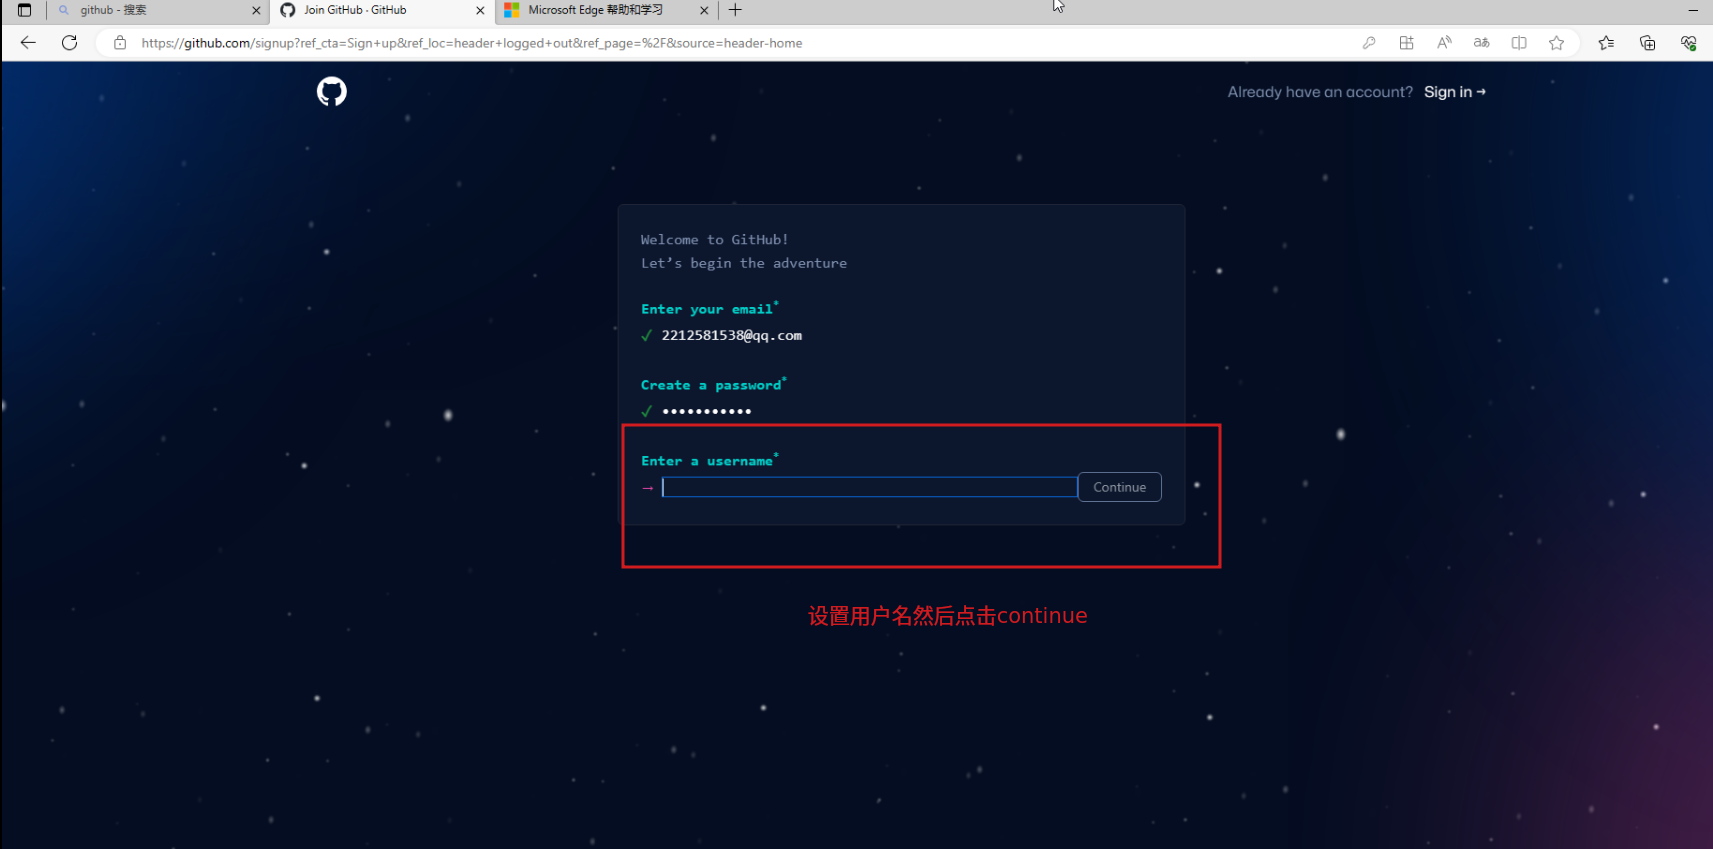 github - 搜索
Join GitHub · GitHub
Microsoft Edge 帮助和学习
https://github.com/signup?ref_cta=Sign+up&ref_loc=header+logged+out&ref_page=%2F&source=header-home
Already have an account? Sign in →
Welcome to GitHub!
Let’s begin the adventure
Enter your email*
✓ 2212581538@qq.com
Create a password*
✓ •••••••••••
Enter a username*
→ Continue
设置用户名然后点击continue